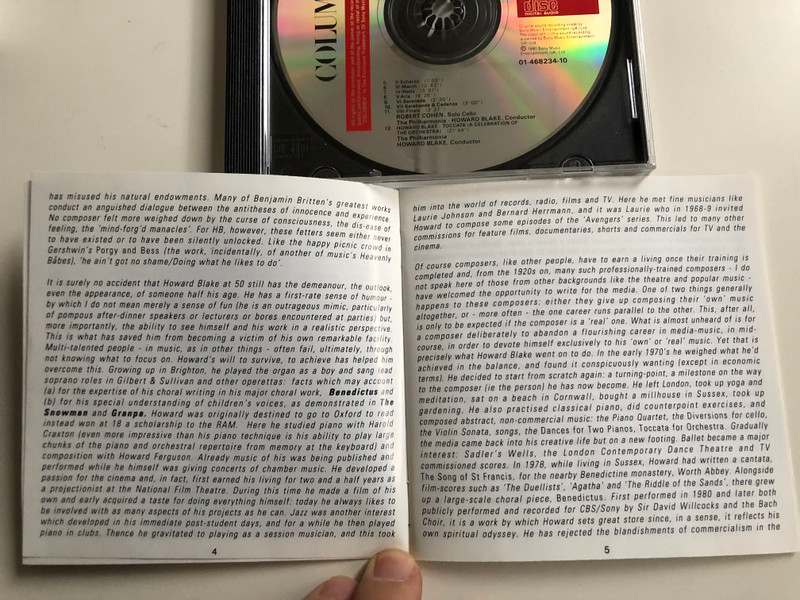 COLUM
disc
DIGITAL AUDIO
Original sound recording made by
Sony Music Entertainment
01-468234-10
5. II-Scherzo
6. III-March
7. IV-Waltz
8. V-Aria
9. VI-Serenade
10. VII-Sarabande & Cadenza
11. VIII-Finale
ROBERT COHEN, Solo Cello
The Philharmonia · HOWARD BLAKE, Conductor
12. HOWARD BLAKE: TOCCATA (A CELEBRATION OF
THE ORCHESTRA)
The Philharmonia
HOWARD BLAKE, Conductor
has misused his natural endowments. Many of Benjamin Britten's greatest works
conduct an anguished dialogue between the antitheses of innocence and experience.
No composer felt more weighed down by the curse of consciousness, the dis-ease of
feeling, the 'mind-forg'd manacles'. For HB, however, these fetters seem either never
to have existed or to have been silently unlocked. Like the happy picnic crowd in
Gershwin's Porgy and Bess (the work, incidentally, of another of music's Heavenly
Babes), 'he ain't got no shame/Doing what he likes to do'.
It is surely no accident that Howard Blake at 50 still has the demeanour, the outlook,
even the appearance, of someone half his age. He has a first-rate sense of humour -
by which I do not mean merely a sense of fun (he is an outrageous mimic, particularly
of pompous after-dinner speakers or lecturers or bores encountered at parties) but,
more importantly, the ability to see himself and his work in a realistic perspective.
This is what has saved him from becoming a victim of his own remarkable facility.
Multi-talented people - in music, as in other things - often fail, ultimately, through
not knowing what to focus on. Howard's will to survive, to achieve has helped him
overcome this. Growing up in Brighton, he played the organ as a boy and sang lead
soprano roles in Gilbert & Sullivan and other operettas: facts which may account
(a) for the expertise of his choral writing in his major choral work, Benedictus and
(b) for his special understanding of children's voices, as demonstrated in The
Snowman and Granpa. Howard was originally destined to go to Oxford to read
instead won at 18 a scholarship to the RAM. Here he studied piano with Harold
Craxton (even more impressive than his piano technique is his ability to play large
chunks of the piano and orchestral repertoire from memory at the keyboard) and
composition with Howard Ferguson. Already music of his was being published and
performed while he himself was giving concerts of chamber music. He developed a
passion for the cinema and, in fact, first earned his living for two and a half years as
a projectionist at the National Film Theatre. During this time he made a film of his
own and early acquired a taste for doing everything himself: today he always likes to
be involved with as many aspects of his projects as he can. Jazz was another interest
which developed in his immediate post-student days, and for a while he then played
piano in clubs. Thence he gravitated to playing as a session musician, and this took
4
him into the world of records, radio, films and TV. Here he met fine musicians like
Laurie Johnson and Bernard Herrmann, and it was Laurie who in 1968-9 invited
Howard to compose some episodes of the 'Avengers' series. This led to many other
commissions for feature films, documentaries, shorts and commercials for TV and the
cinema.
Of course composers, like other people, have to earn a living once their training is
completed and, from the 1920s on, many such professionally-trained composers - I do
not speak here of those from other backgrounds like the theatre and popular music -
have welcomed the opportunity to write for the media. One of two things generally
happens to these composers; either they give up composing their 'own' music
altogether, or - more often - the one career runs parallel to the other. This, after all,
is only to be expected if the composer is a 'real' one. What is almost unheard of is for
a composer deliberately to abandon a flourishing career in media-music, in mid-
course, in order to devote himself exclusively to his 'own' or 'real' music. Yet that is
precisely what Howard Blake went on to do. In the early 1970's he weighed what he'd
achieved in the balance, and found it conspicuously wanting (except in economic
terms). He decided to start from scratch again: a turning-point, a milestone on the way
to the composer (ie the person) he has now become. He left London, took up yoga and
meditation, sat on a beach in Cornwall, bought a millhouse in Sussex, took up
gardening. He also practised classical piano, did counterpoint exercises, and
composed abstract, non-commercial music: the Piano Quartet, the Diversions for cello,
the Violin Sonata, songs, the Dances for Two Pianos, Toccata for Orchestra. Gradually
the media came back into his creative life but on a new footing. Ballet became a major
interest: Sadler's Wells, the London Contemporary Dance Theatre and TV
commissioned scores. In 1978, while living in Sussex, Howard had written a cantata,
The Song of St Francis, for the nearby Benedictine monastery, Worth Abbey. Alongside
film-scores such as 'The Duellists', 'Agatha' and 'The Riddle of the Sands', there grew
up a large-scale choral piece, Benedictus. First performed in 1980 and later both
publicly performed and recorded for CBS/Sony by Sir David Willcocks and the Bach
Choir, it is a work by which Howard sets great store since, in a sense, it reflects his
own spiritual odyssey. He has rejected the blandishments of commercialism in the
5